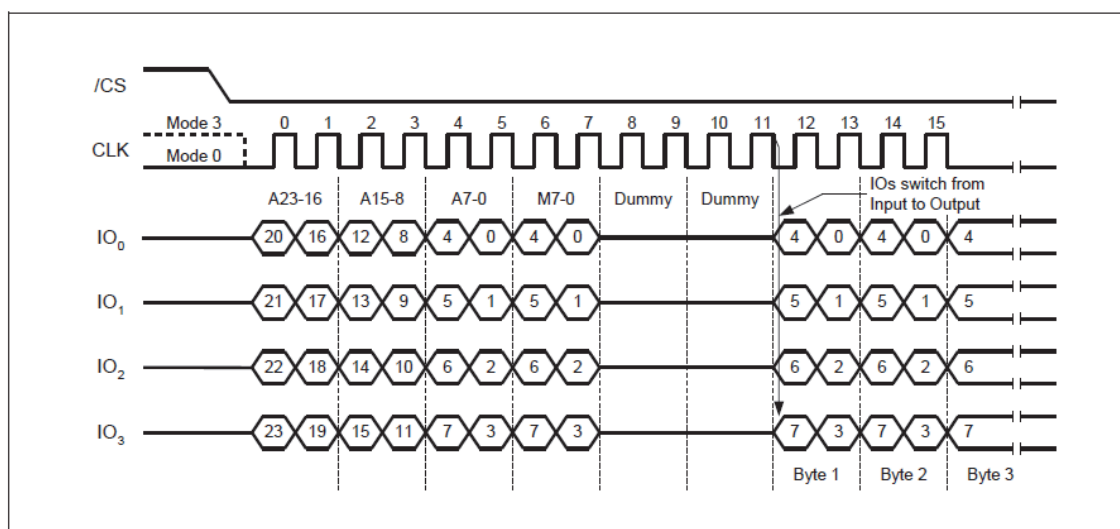 /CS
Mode 3 0 1 2 3 4 5 6 7 8 9 10 11 12 13 14 15
CLK
Mode 0
A23-16 A15-8 A7-0 M7-0 Dummy Dummy
IOs switch from
Input to Output
IO0 20 16 12 8 4 0 4 0 4 0 4 0 4
IO1 21 17 13 9 5 1 5 1 5 1 5 1 5
IO2 22 18 14 10 6 2 6 2 6 2 6 2 6
IO3 23 19 15 11 7 3 7 3 7 3 7 3 7
Byte 1 Byte 2 Byte 3